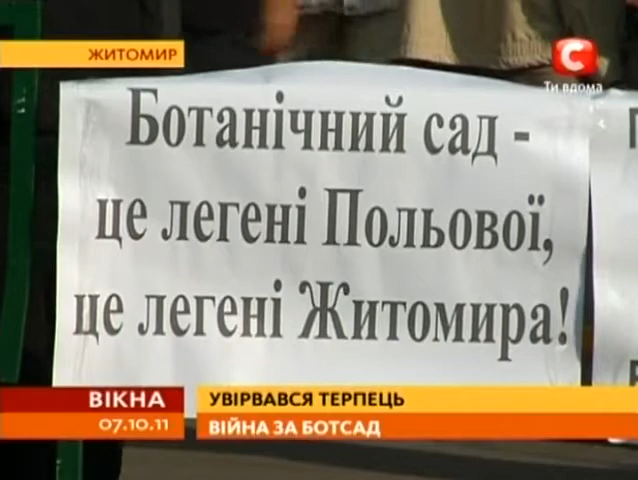 ЖИТОМИР
С
Ти вдома
Ботанічний сад -
це легені Польової,
це легені Житомира!
ВІКНА
07.10.11
УВІРВАВСЯ ТЕРПЕЦЬ
ВІЙНА ЗА БОТСАД